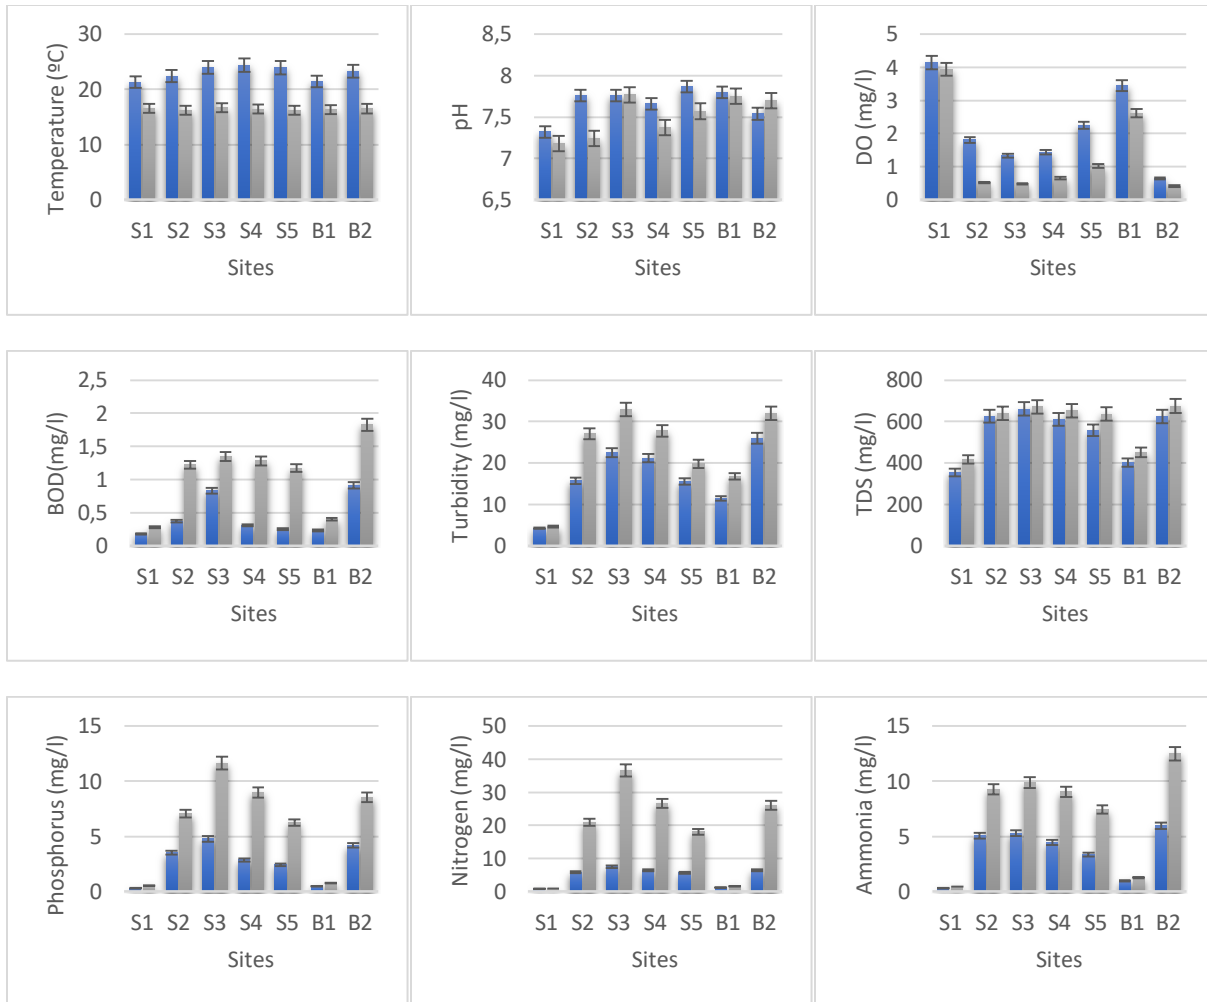 Temperature (ºC)
30
20
10
0
S1 S2 S3 S4 S5 B1 B2
Sites
pH
8,5
8
7,5
7
6,5
S1 S2 S3 S4 S5 B1 B2
Sites
DO (mg/l)
5
4
3
2
1
0
S1 S2 S3 S4 S5 B1 B2
Sites
BOD(mg/l)
2,5
2
1,5
1
0,5
0
S1 S2 S3 S4 S5 B1 B2
Sites
Turbidity (mg/l)
40
30
20
10
0
S1 S2 S3 S4 S5 B1 B2
Sites
TDS (mg/l)
800
600
400
200
0
S1 S2 S3 S4 S5 B1 B2
Sites
Phosphorus (mg/l)
15
10
5
0
S1 S2 S3 S4 S5 B1 B2
Sites
Nitrogen (mg/l)
50
40
30
20
10
0
S1 S2 S3 S4 S5 B1 B2
Sites
Ammonia (mg/l)
15
10
5
0
S1 S2 S3 S4 S5 B1 B2
Sites